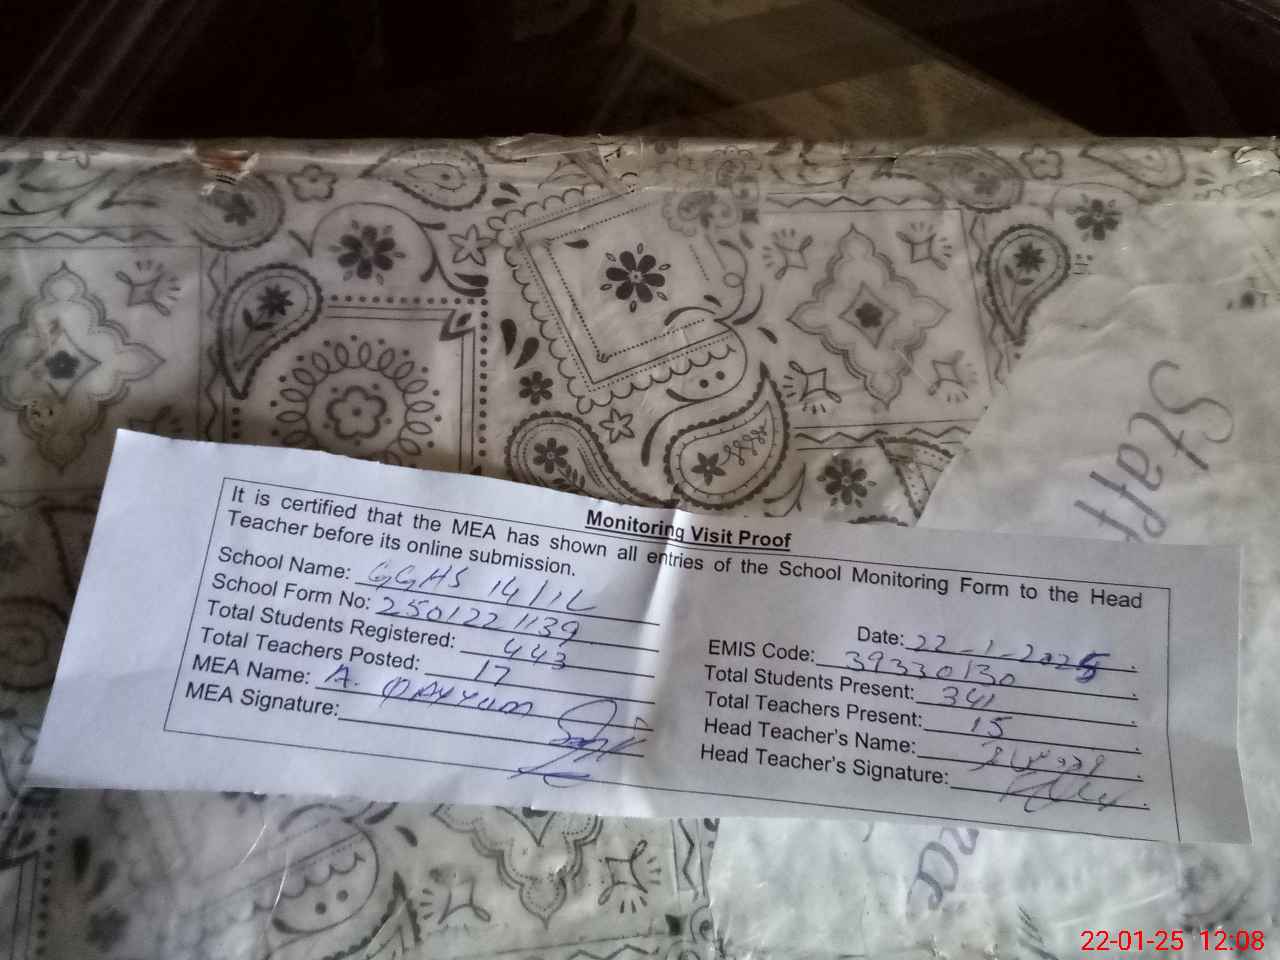 Staff
Monitoring Visit Proof
It is certified that the MEA has shown all entries of the School Monitoring Form to the Head
Teacher before its online submission.
School Name: GGHS 14/1L
Date: 22-1-2025
School Form No: 2501221139
EMIS Code: 39330130
Total Students Registered: 443
Total Students Present: 341
Total Teachers Posted: 17
Total Teachers Present: 15
MEA Name: A. QAYYUM
Head Teacher's Name:
MEA Signature:
Head Teacher's Signature:
22-01-25 12:08